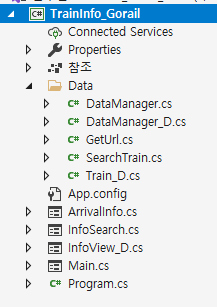 TrainInfo_Gorail
Connected Services
Properties
참조
Data
DataManager.cs
DataManager_D.cs
GetUrl.cs
SearchTrain.cs
Train_D.cs
App.config
ArrivalInfo.cs
InfoSearch.cs
InfoView_D.cs
Main.cs
Program.cs